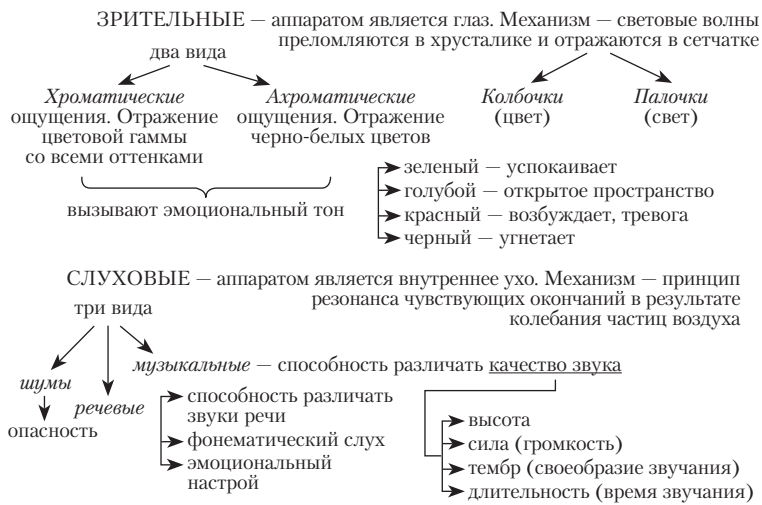 ЗРИТЕЛЬНЫЕ — аппаратом является глаз. Механизм — световые волны
преломляются в хрусталике и отражаются в сетчатке
два вида
Хроматические
ощущения. Отражение
цветовой гаммы
со всеми оттенками
Ахроматические
ощущения. Отражение
черно-белых цветов
Колбочки
(цвет)
Палочки
(свет)
вызывают эмоциональный тон
зеленый — успокаивает
голубой — открытое пространство
красный — возбуждает, тревога
черный — угнетает
СЛУХОВЫЕ — аппаратом является внутреннее ухо. Механизм — принцип
резонанса чувствующих окончаний в результате
колебания частиц воздуха
три вида
музыкальные — способность различать качество звука
шумы
опасность
речевые
способность различать
звуки речи
фонематический слух
эмоциональный
настрой
высота
сила (громкость)
тембр (своеобразие звучания)
длительность (время звучания)